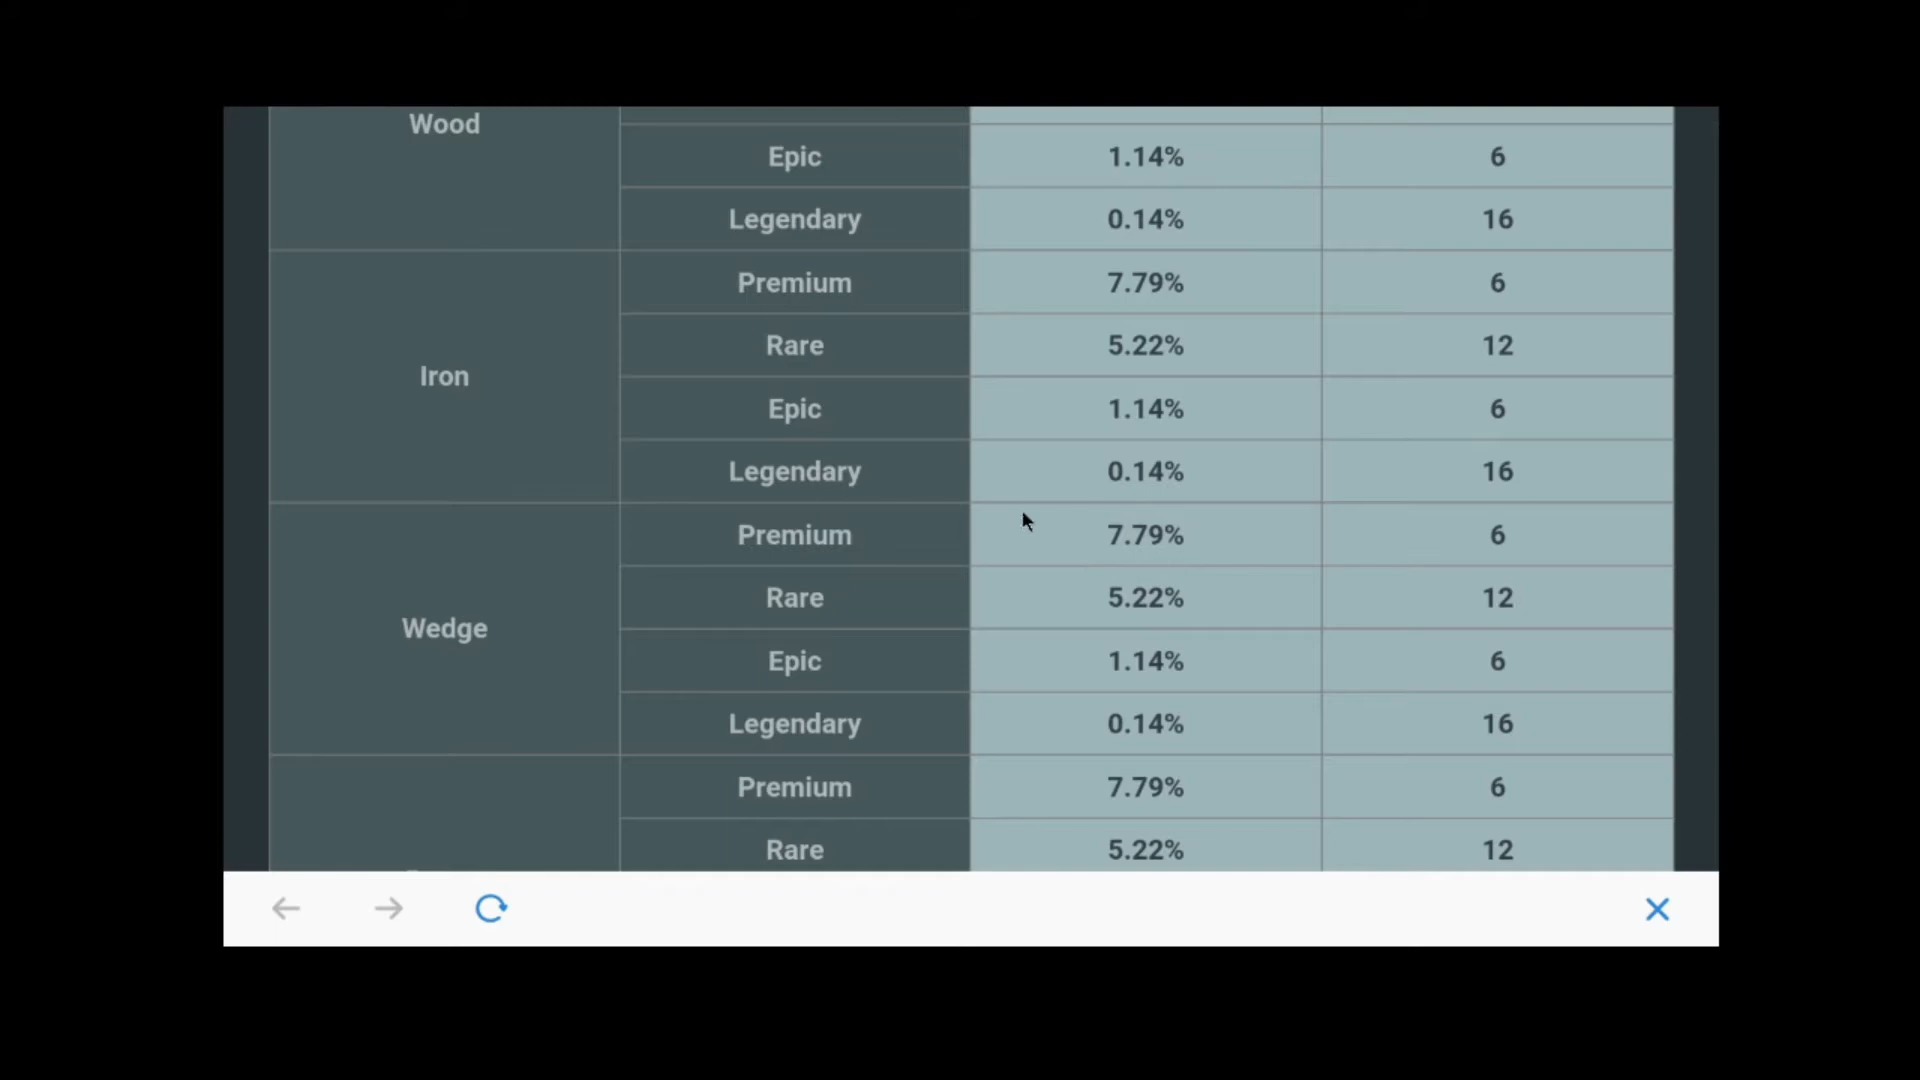 Wood
Epic 1.14% 6
Legendary 0.14% 16
Premium 7.79% 6
Rare 5.22% 12
Iron
Epic 1.14% 6
Legendary 0.14% 16
Premium 7.79% 6
Rare 5.22% 12
Wedge
Epic 1.14% 6
Legendary 0.14% 16
Premium 7.79% 6
Rare 5.22% 12